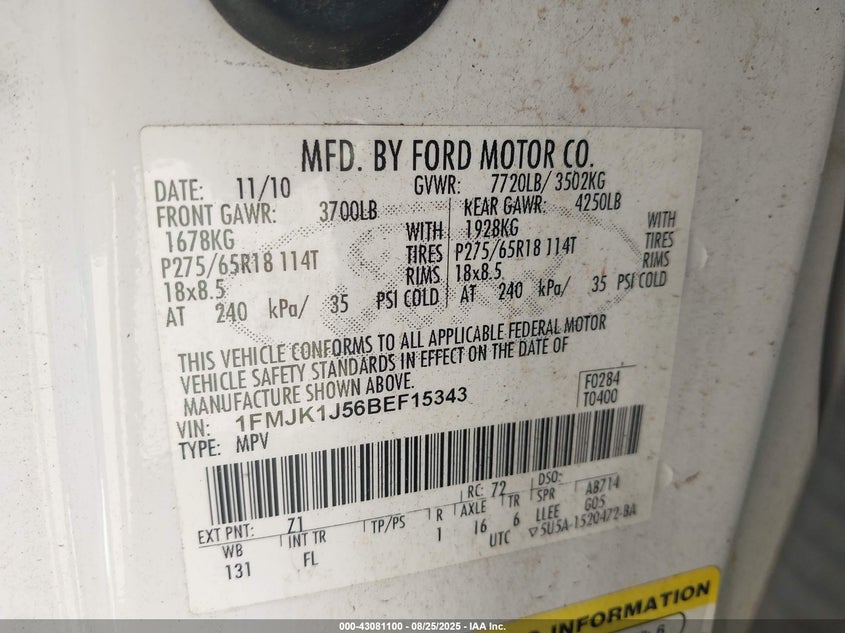 MFD. BY FORD MOTOR CO.
DATE: 11/10 GVWR: 7720LB/ 3502KG
FRONT GAWR: 3700LB REAR GAWR: 4250LB
1678KG WITH 1928KG WITH
P275/65R18 114T TIRES P275/65R18 114T TIRES
18x8.5 RIMS 18x8.5 RIMS
AT 240 kPa/ 35 PSI COLD AT 240 kPa/ 35 PSI COLD
THIS VEHICLE CONFORMS TO ALL APPLICABLE FEDERAL MOTOR
VEHICLE SAFETY STANDARDS IN EFFECT ON THE DATE OF
MANUFACTURE SHOWN ABOVE.
VIN: 1FMJK1J56BEF15343 F0284
TYPE: MPV T0400
EXT PNT: Z1 RC: 72 DSO:
WB INT TR TP/PS R AXLE TR SPR AB714
131 FL 1 16 6 LLEE G05
UTC ▽5U5A-1520472-BA
INFORMATION
000-43081100 - 08/25/2025 - IAA Inc.